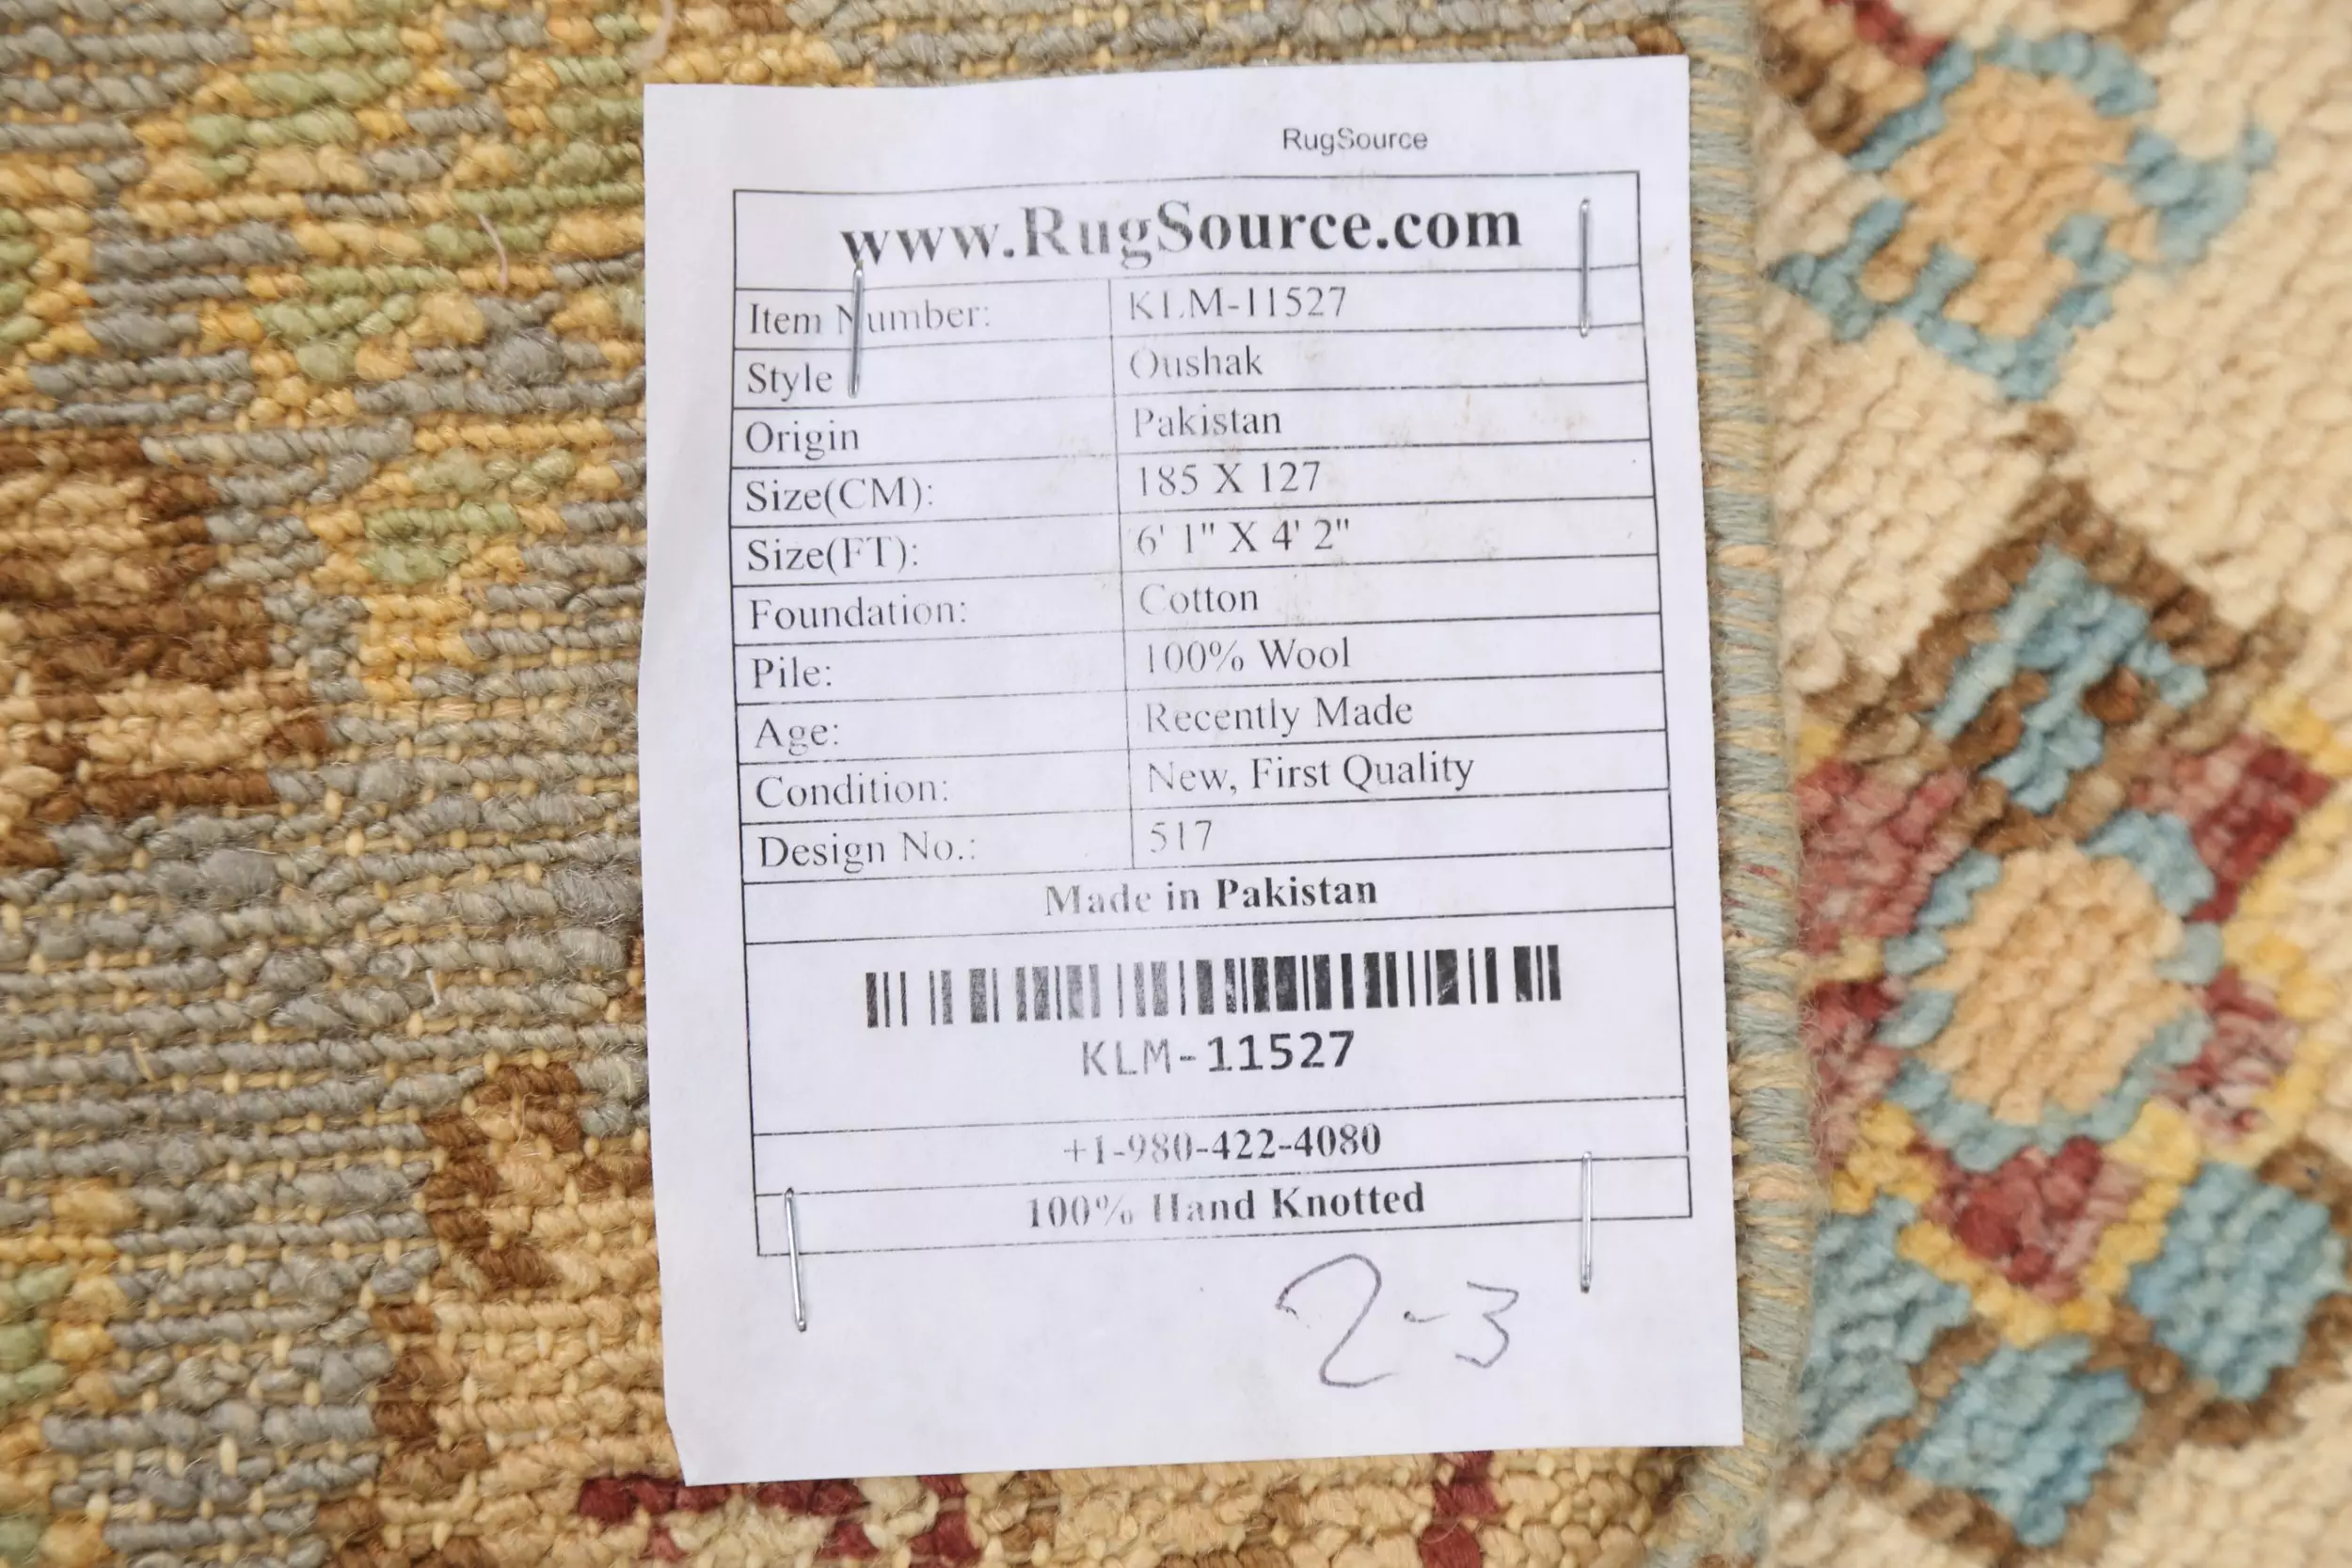 RugSource
www.RugSource.com
Item Number: KLM-11527
Style Oushak
Origin Pakistan
Size(CM): 185 X 127
Size(FT): 6' 1" X 4' 2"
Foundation: Cotton
Pile: 100% Wool
Age: Recently Made
Condition: New, First Quality
Design No.: 517
Made in Pakistan
KLM-11527
+1-980-422-4080
100% Hand Knotted
2-3